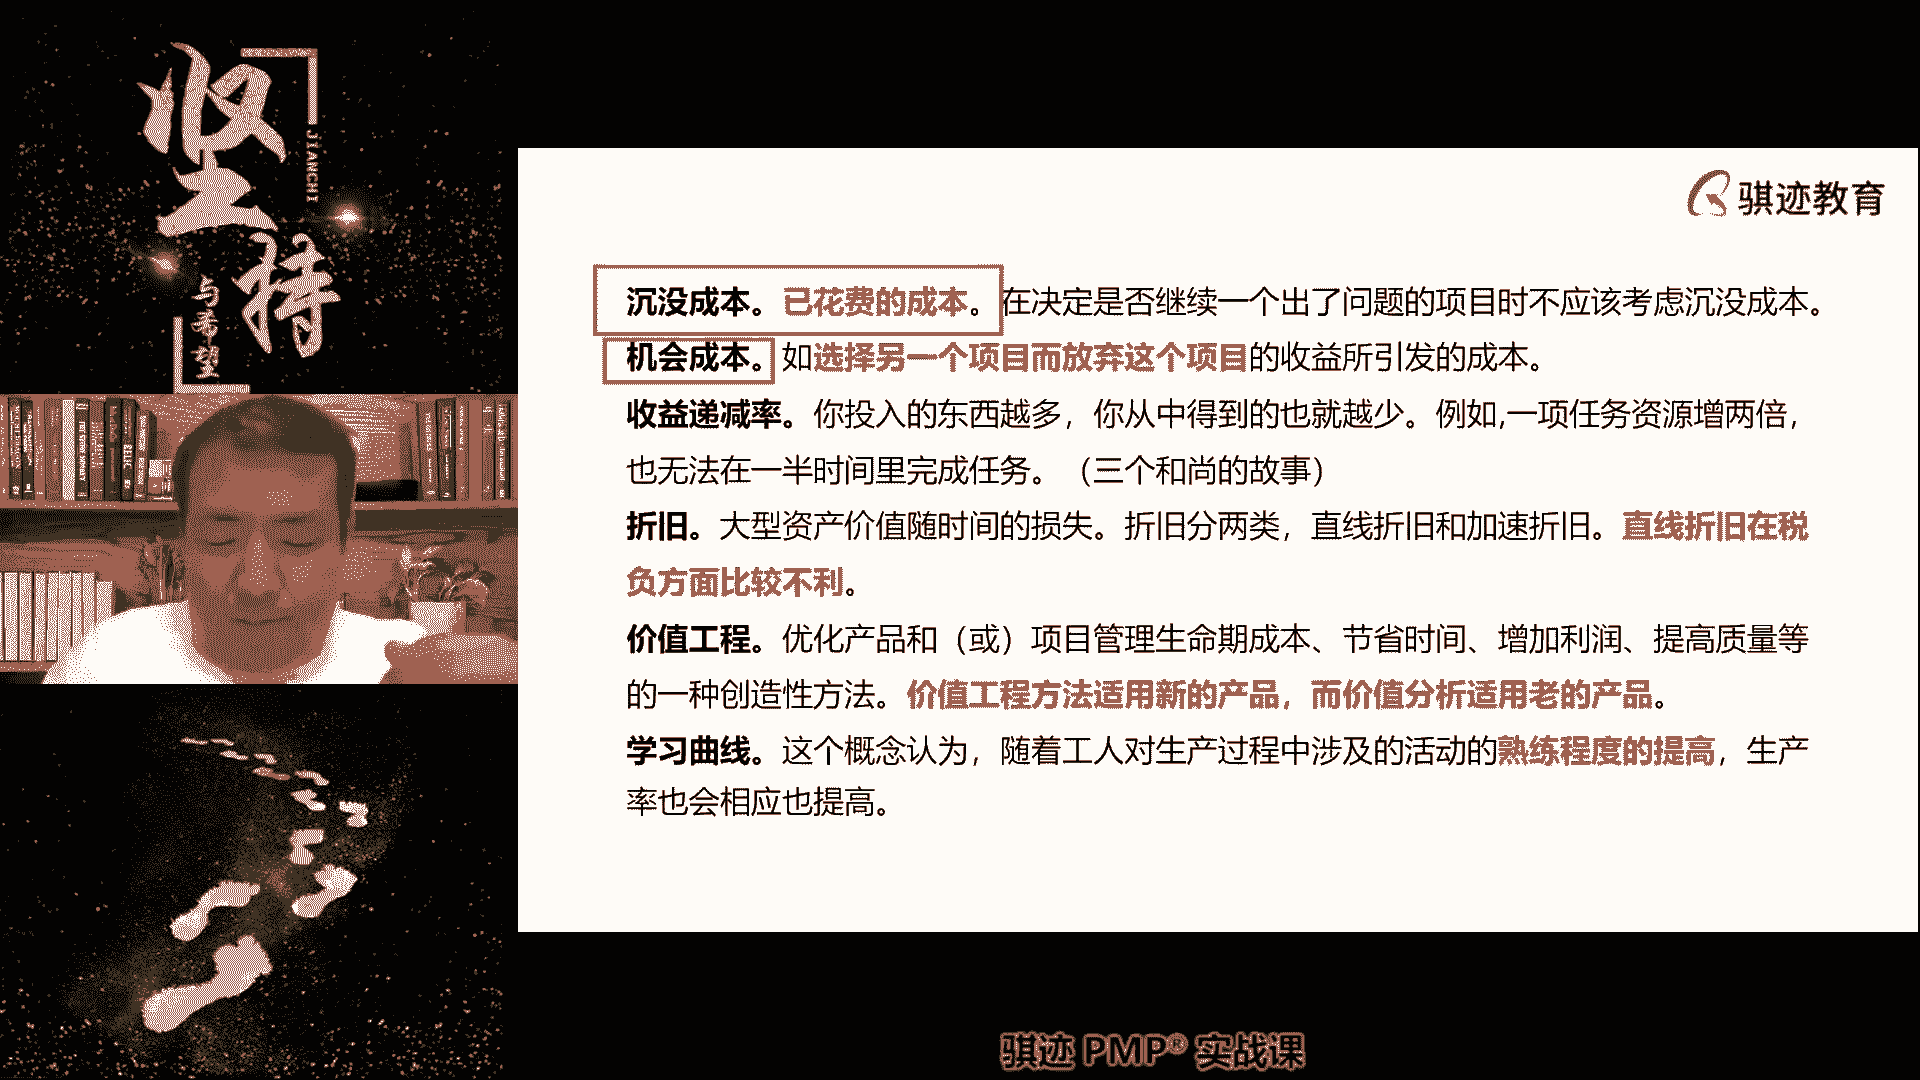 坚持
JIANCHI
与希望
骐迹教育
沉没成本。已花费的成本。在决定是否继续一个出了问题的项目时不应该考虑沉没成本。
机会成本。如选择另一个项目而放弃这个项目的收益所引发的成本。
收益递减率。你投入的东西越多，你从中得到的也就越少。例如,一项任务资源增两倍，
也无法在一半时间里完成任务。（三个和尚的故事）
折旧。大型资产价值随时间的损失。折旧分两类，直线折旧和加速折旧。直线折旧在税
负方面比较不利。
价值工程。优化产品和（或）项目管理生命期成本、节省时间、增加利润、提高质量等
的一种创造性方法。价值工程方法适用新的产品，而价值分析适用老的产品。
学习曲线。这个概念认为，随着工人对生产过程中涉及的活动的熟练程度的提高，生产
率也会相应也提高。
骐迹 PMP® 实战课